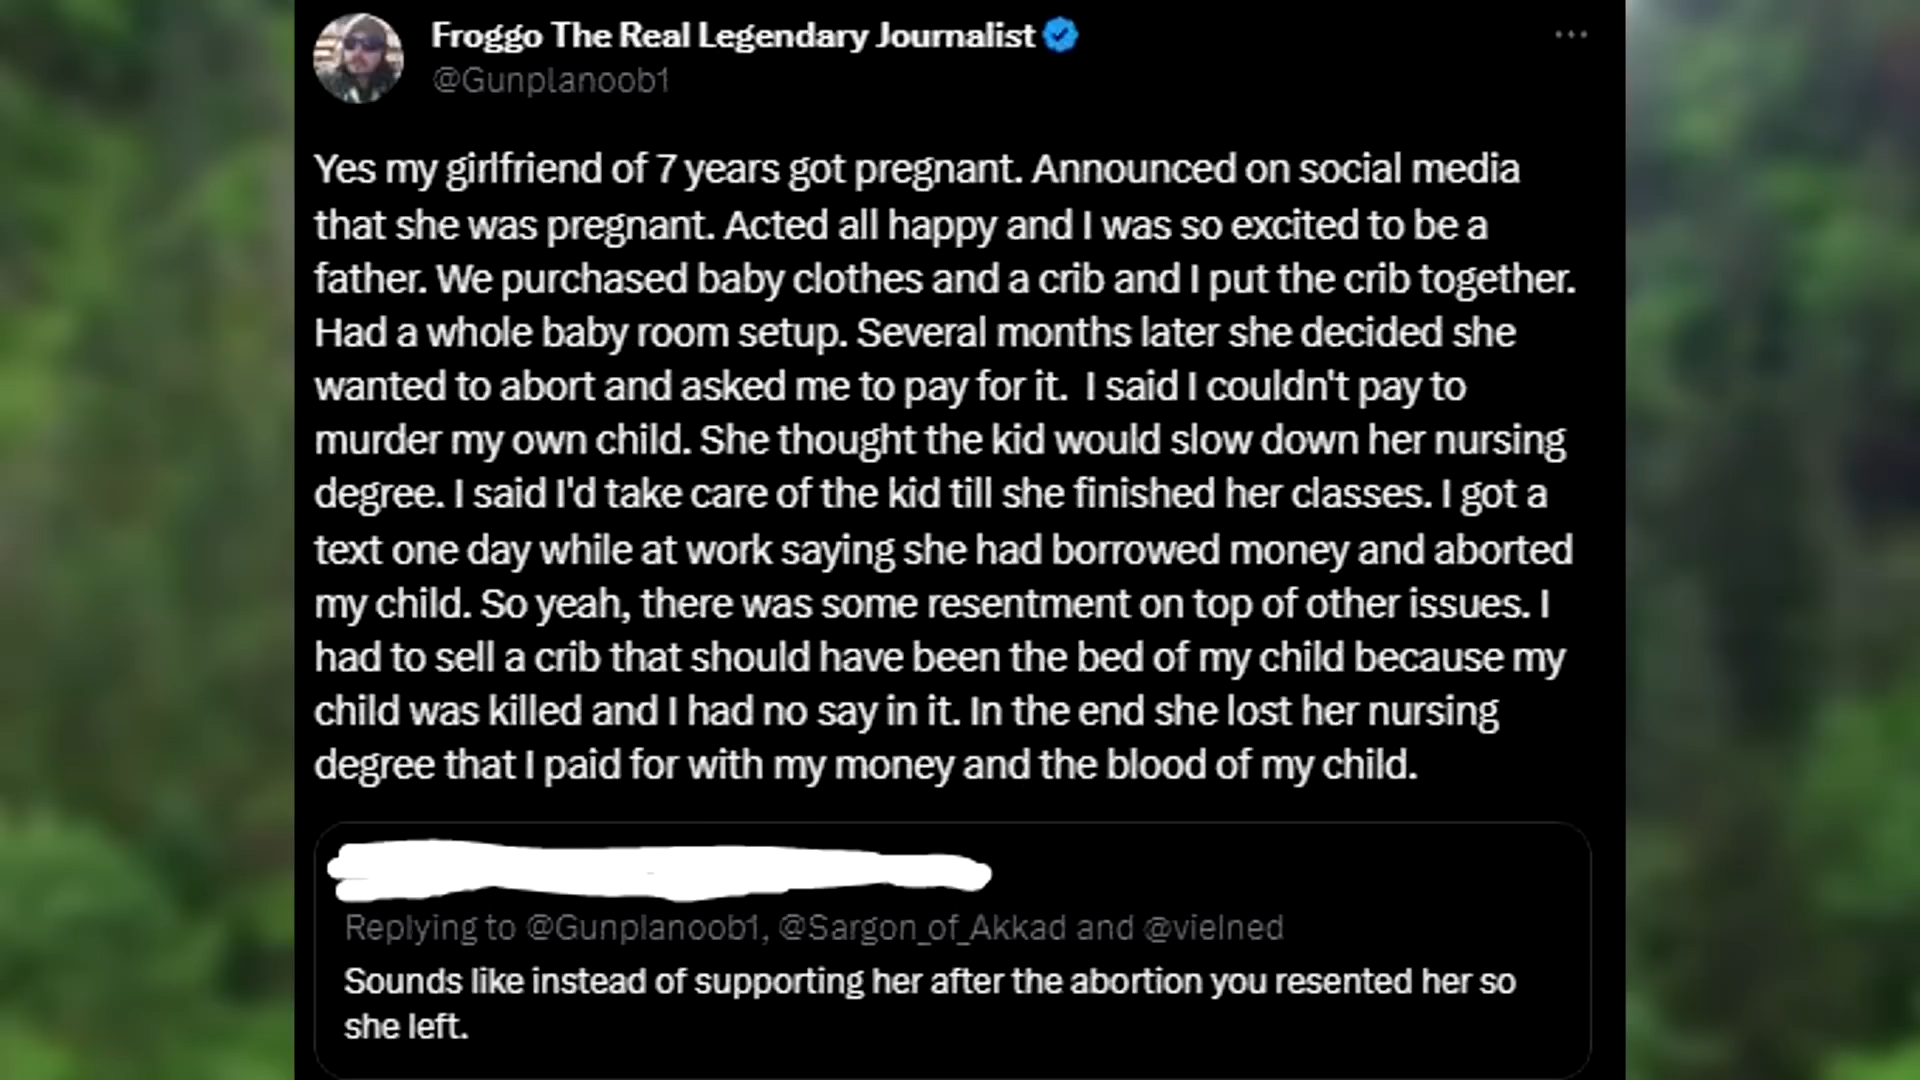 Froggo The Real Legendary Journalist
@Gunplanoob1
Yes my girlfriend of 7 years got pregnant. Announced on social media
that she was pregnant. Acted all happy and I was so excited to be a
father. We purchased baby clothes and a crib and I put the crib together.
Had a whole baby room setup. Several months later she decided she
wanted to abort and asked me to pay for it.  I said I couldn't pay to
murder my own child. She thought the kid would slow down her nursing
degree. I said I'd take care of the kid till she finished her classes. I got a
text one day while at work saying she had borrowed money and aborted
my child. So yeah, there was some resentment on top of other issues. I
had to sell a crib that should have been the bed of my child because my
child was killed and I had no say in it. In the end she lost her nursing
degree that I paid for with my money and the blood of my child.
Replying to @Gunplanoob1, @Sargon_of_Akkad and @vielned
Sounds like instead of supporting her after the abortion you resented her so
she left.